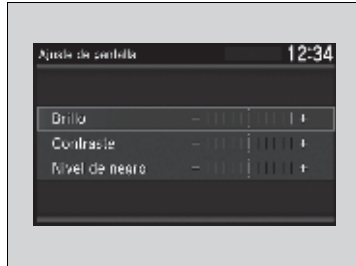 Ajuste de pantalla 12:34
Brillo - +
Contraste - +
Nivel de negro - +